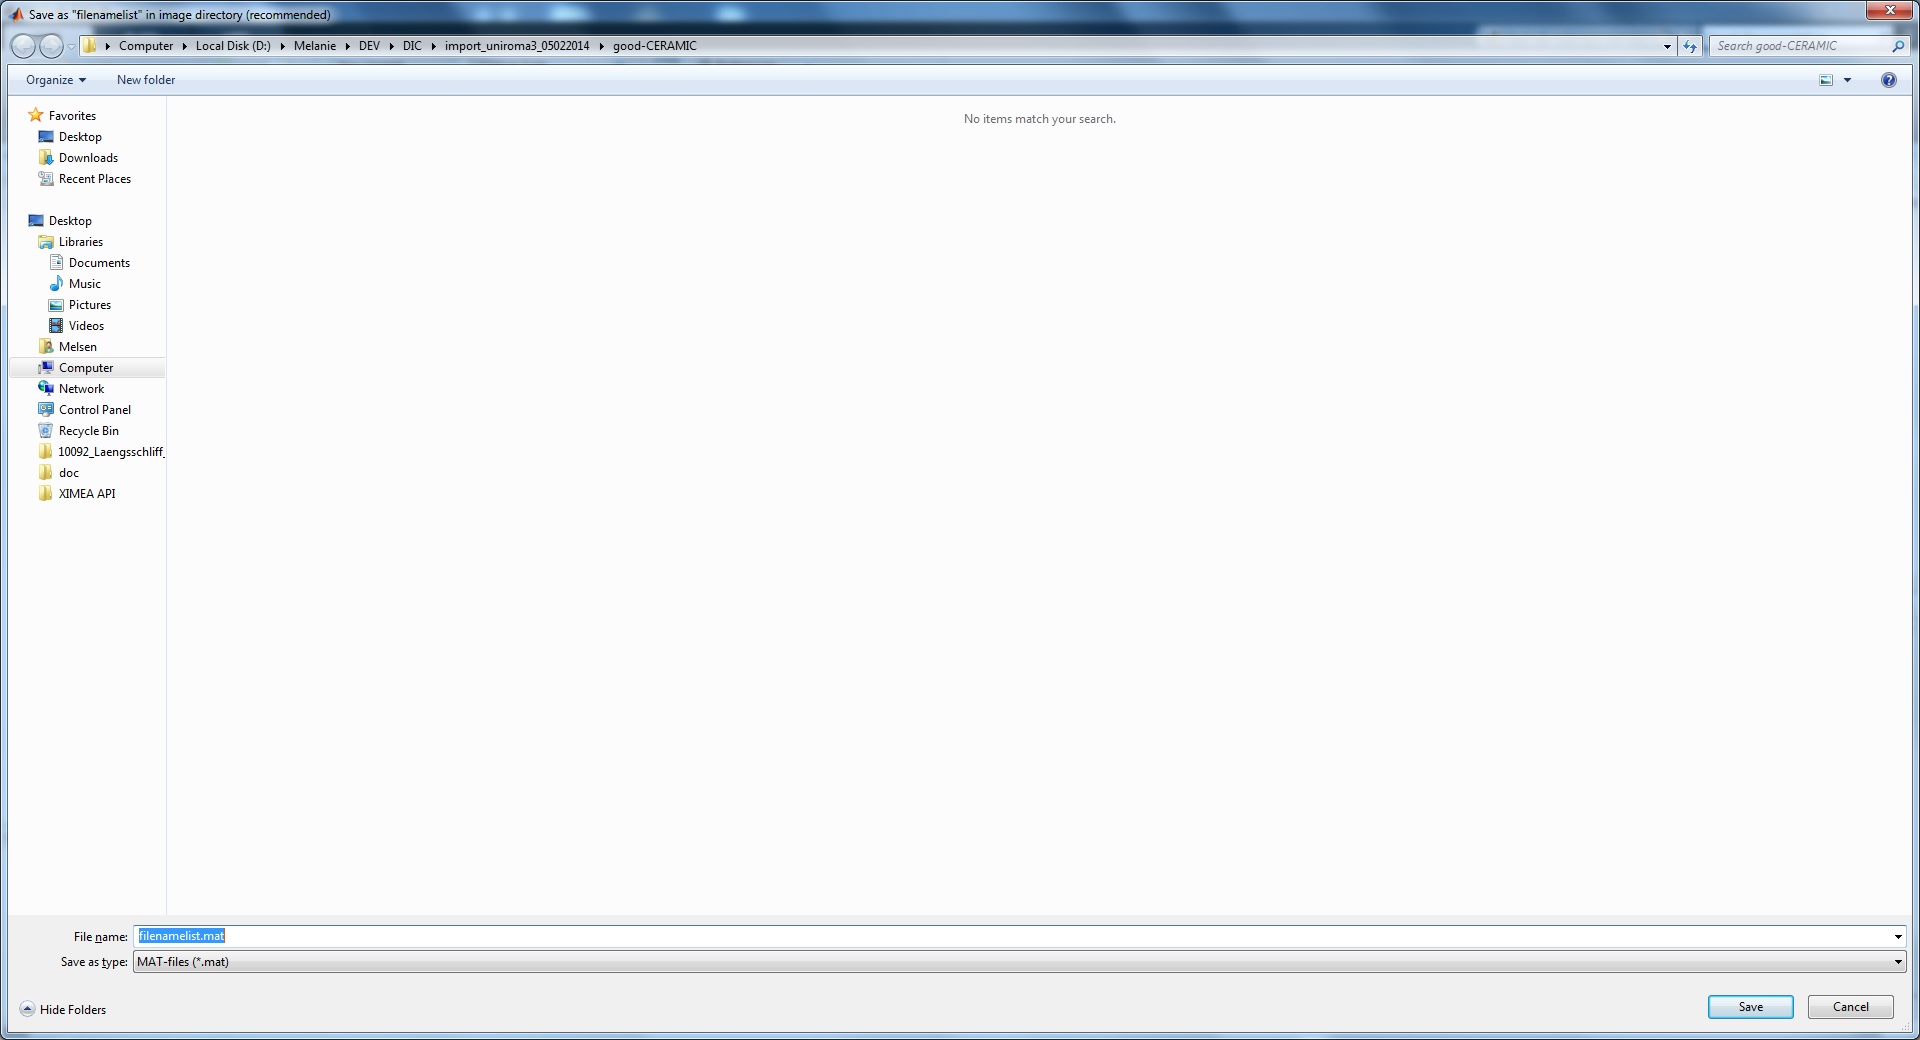 Save as "filenamelist" in image directory (recommended)
Computer Local Disk (D:) Melanie DEV DIC import_uniroma3_05022014 good-CERAMIC
Search good-CERAMIC
Organize New folder
Favorites
Desktop
Downloads
Recent Places
Desktop
Libraries
Documents
Music
Pictures
Videos
Melsen
Computer
Network
Control Panel
Recycle Bin
10092_Laengsschliff_
doc
XIMEA API
No items match your search.
File name: filenamelist.mat
Save as type: MAT-files (*.mat)
Hide Folders
Save Cancel